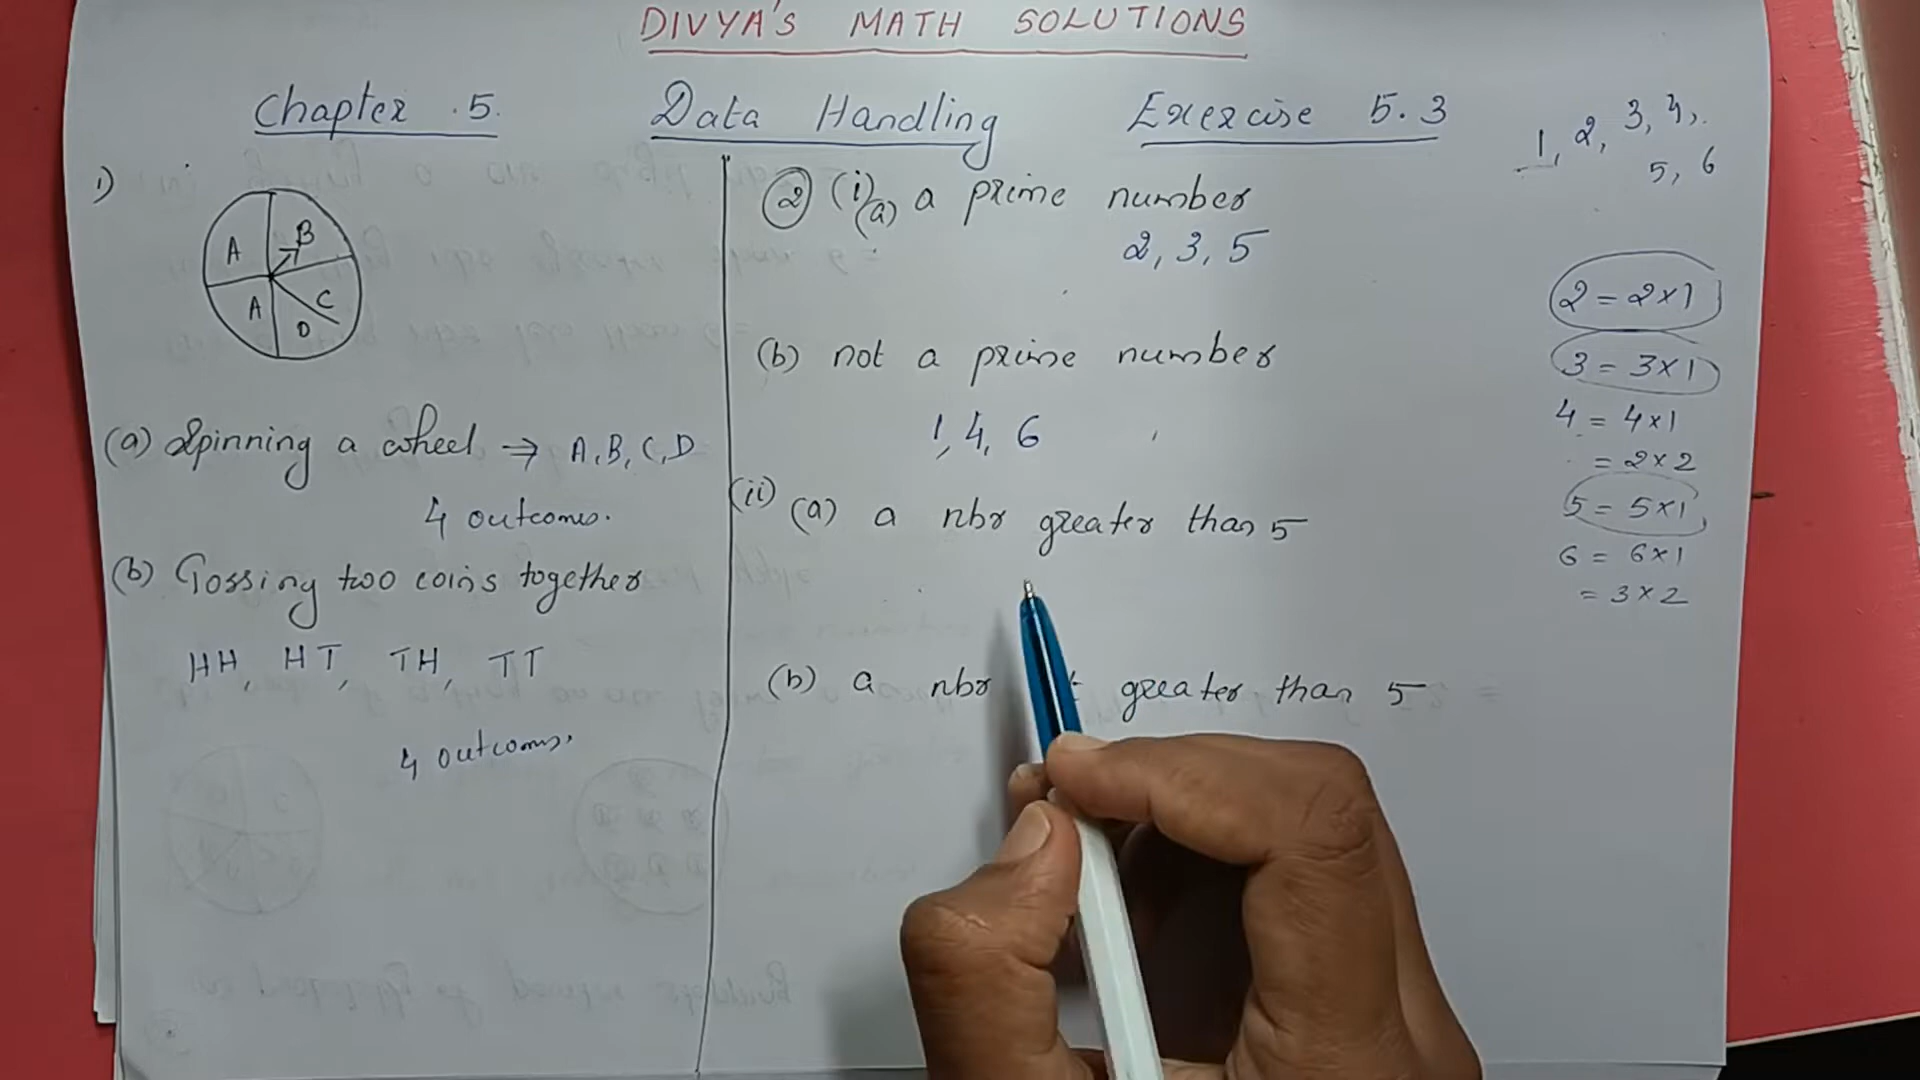 DIVYA'S MATH SOLUTIONS
Chapter .5. Data Handling Exercise 5.3
1, 2, 3, 4,
5, 6
1)
A B
A D C
(a) Spinning a wheel → A, B, C, D
4 outcomes.
(b) Tossing two coins together
HH, HT, TH, TT
4 outcomes.
2 (i) (a) a prime number
2, 3, 5
(b) not a prime number
1, 4, 6
(ii) (a) a nbr greater than 5
(b) a nbr greater than 5
2 = 2×1
3 = 3×1
4 = 4×1
= 2×2
5 = 5×1
6 = 6×1
= 3×2